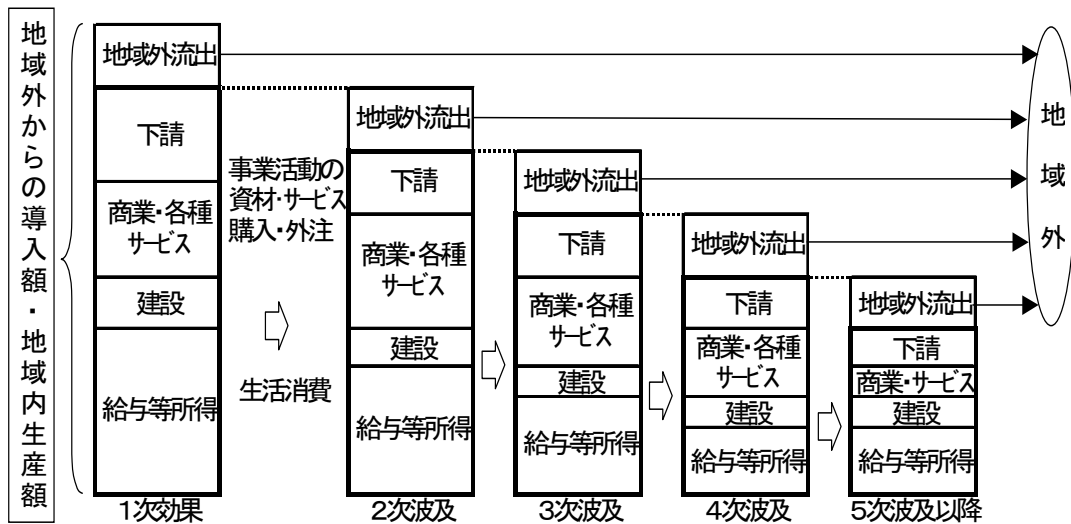 地域外からの導入額・地域内生産額
地域外流出
下請
商業・各種
サービス
建設
給与等所得
1次効果
事業活動の
資材・サービス
購入・外注
生活消費
地域外流出
下請
商業・各種
サービス
建設
給与等所得
2次波及
地域外流出
下請
商業・各種
サービス
建設
給与等所得
3次波及
地域外流出
下請
商業・各種
サービス
建設
給与等所得
4次波及
地域外流出
下請
商業・サービス
建設
給与等所得
5次波及以降
地域外